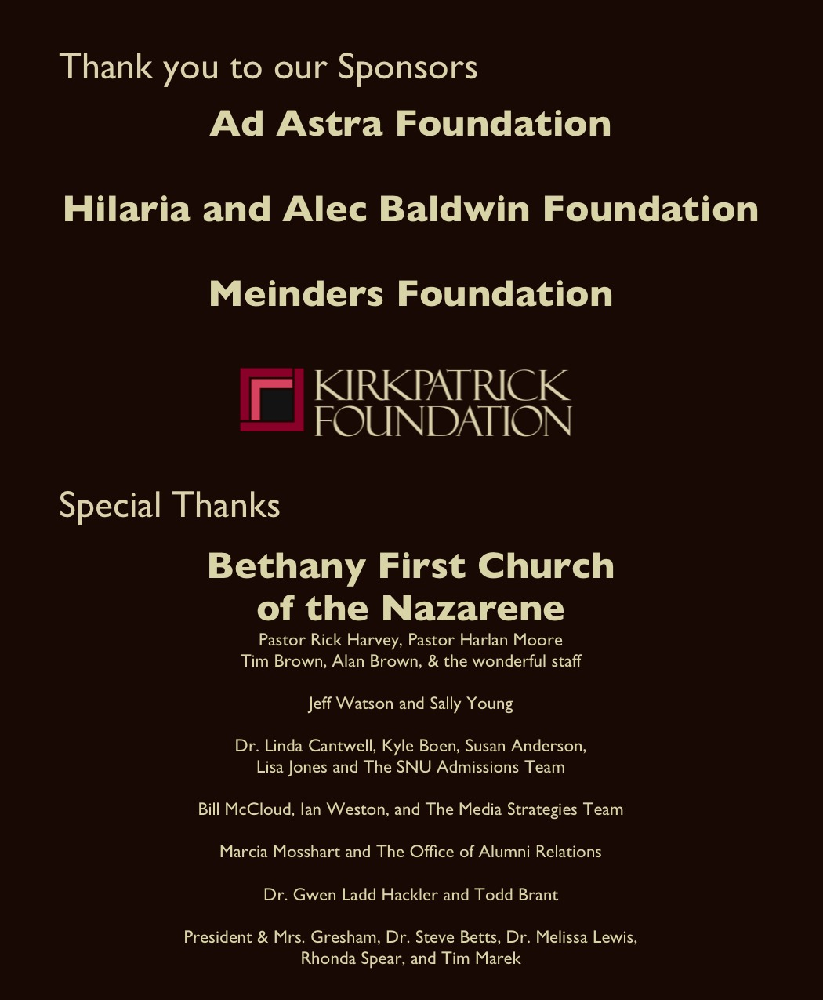 Thank you to our Sponsors
Ad Astra Foundation
Hilaria and Alec Baldwin Foundation
Meinders Foundation
KIRKPATRICK
FOUNDATION
Special Thanks
Bethany First Church
of the Nazarene
Pastor Rick Harvey, Pastor Harlan Moore
Tim Brown, Alan Brown, & the wonderful staff
Jeff Watson and Sally Young
Dr. Linda Cantwell, Kyle Boen, Susan Anderson,
Lisa Jones and The SNU Admissions Team
Bill McCloud, Ian Weston, and The Media Strategies Team
Marcia Mosshart and The Office of Alumni Relations
Dr. Gwen Ladd Hackler and Todd Brant
President & Mrs. Gresham, Dr. Steve Betts, Dr. Melissa Lewis,
Rhonda Spear, and Tim Marek